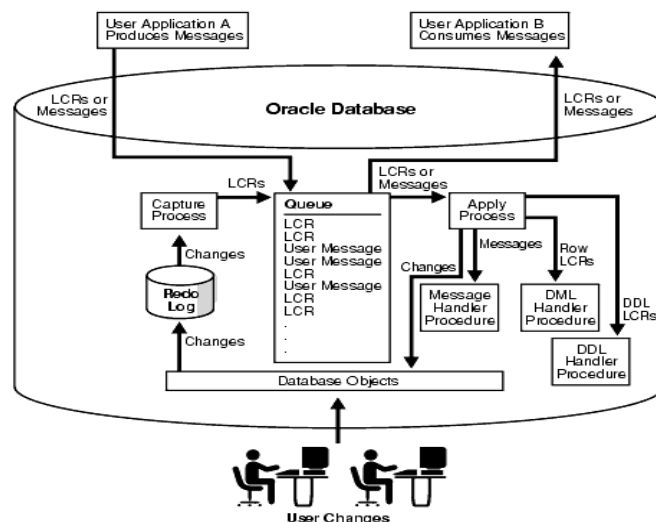 User Application A
Produces Messages
User Application B
Consumes Messages
LCRs or
Messages
Oracle Database
LCRs or
Messages
LCRs
LCRs or
Messages
Capture
Process
Queue
LCR
LCR
User Message
User Message
LCR
User Message
LCR
LCR
.
.
.
Apply
Process
Changes
Messages
Row
LCRs
Changes
Redo
Log
Message
Handler
Procedure
DML
Handler
Procedure
DDL
LCRs
Changes
DDL
Handler
Procedure
Database Objects
User Changes